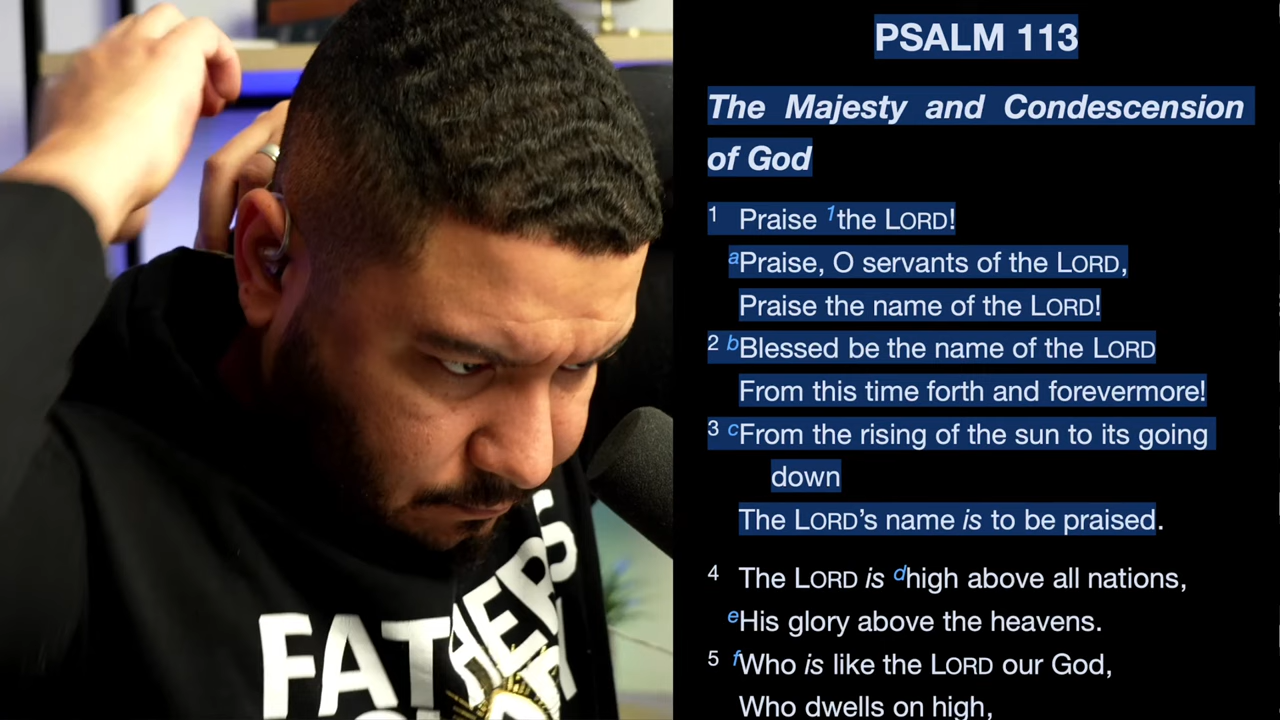 PSALM 113
The Majesty and Condescension
of God
1 Praise 1the LORD!
aPraise, O servants of the LORD,
Praise the name of the LORD!
2 bBlessed be the name of the LORD
From this time forth and forevermore!
3 cFrom the rising of the sun to its going
down
The LORD’s name is to be praised.
4 The LORD is dhigh above all nations,
eHis glory above the heavens.
5 fWho is like the LORD our God,
Who dwells on high,
FATHERS